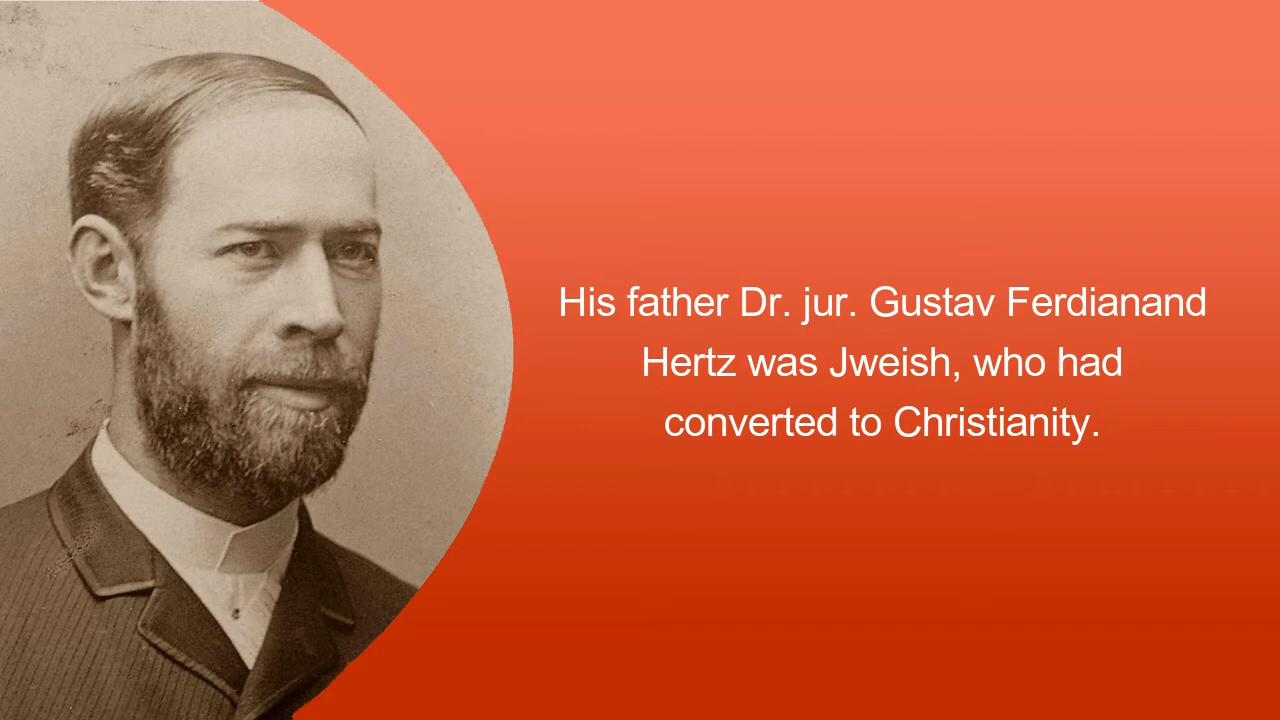 His father Dr. jur. Gustav Ferdianand
Hertz was Jweish, who had
converted to Christianity.